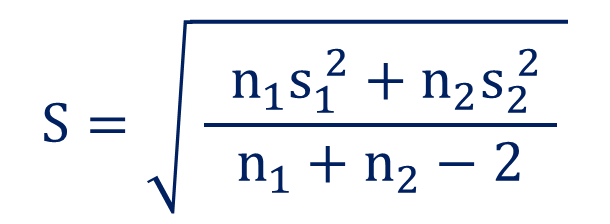 S = √((n₁s₁² + n₂s₂²) / (n₁ + n₂ − 2))